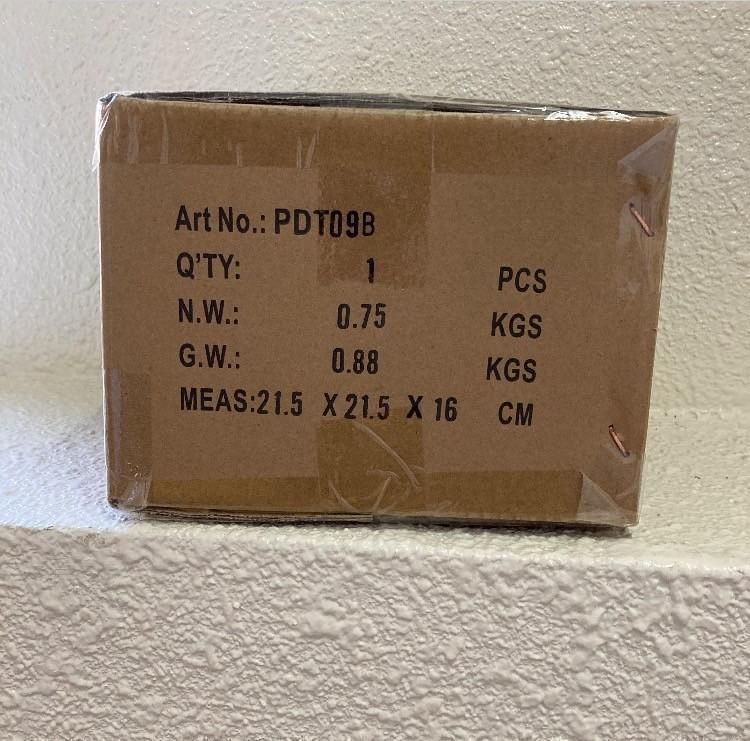 Art No.: PDT09B
Q'TY: 1 PCS
N.W.: 0.75 KGS
G.W.: 0.88 KGS
MEAS:21.5 X 21.5 X 16 CM